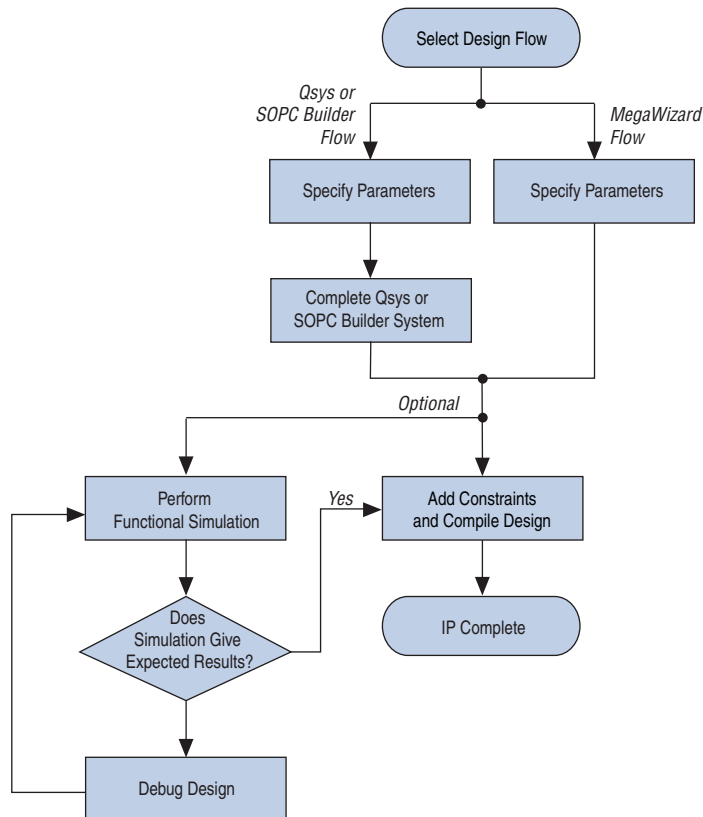 Select Design Flow
Qsys or
SOPC Builder
Flow
MegaWizard
Flow
Specify Parameters
Specify Parameters
Complete Qsys or
SOPC Builder System
Optional
Perform
Functional Simulation
Yes
Add Constraints
and Compile Design
Does
Simulation Give
Expected Results?
IP Complete
Debug Design